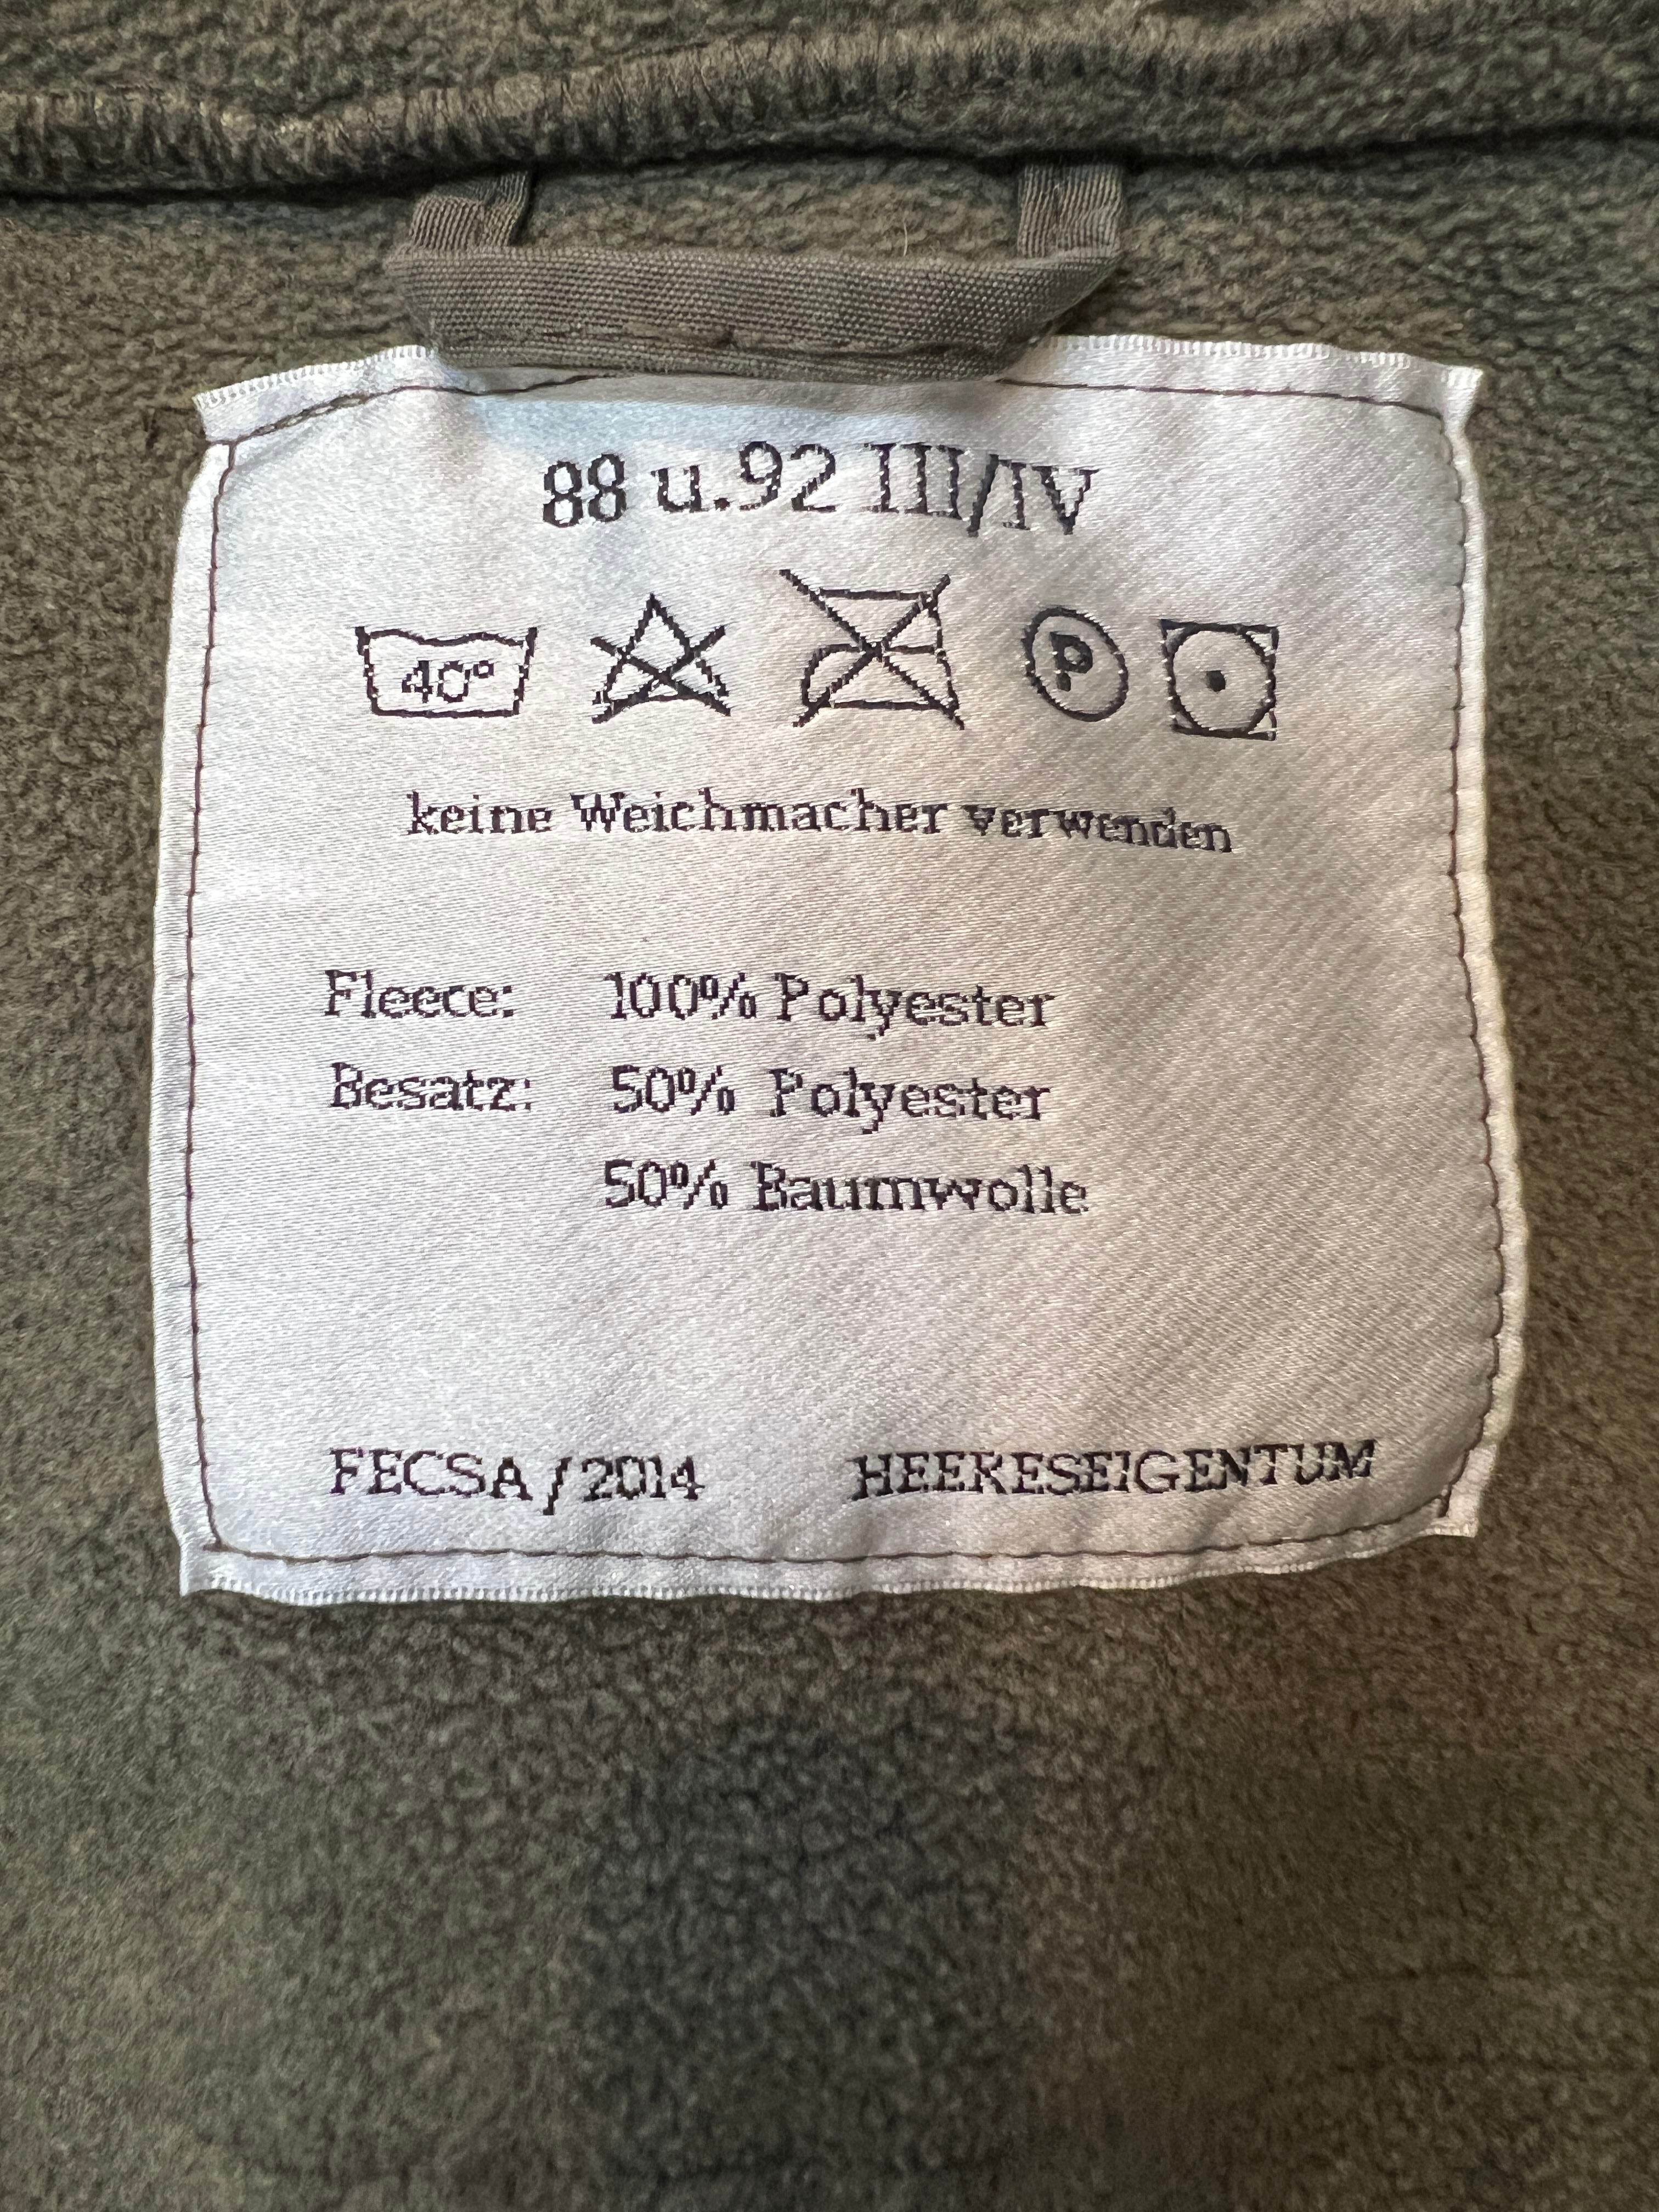 88 u.92 III/IV
40°
P
keine Weichmacher verwenden
Fleece: 100% Polyester
Besatz: 50% Polyester
50% Baumwolle
FECSA/2014 HEERESEIGENTUM